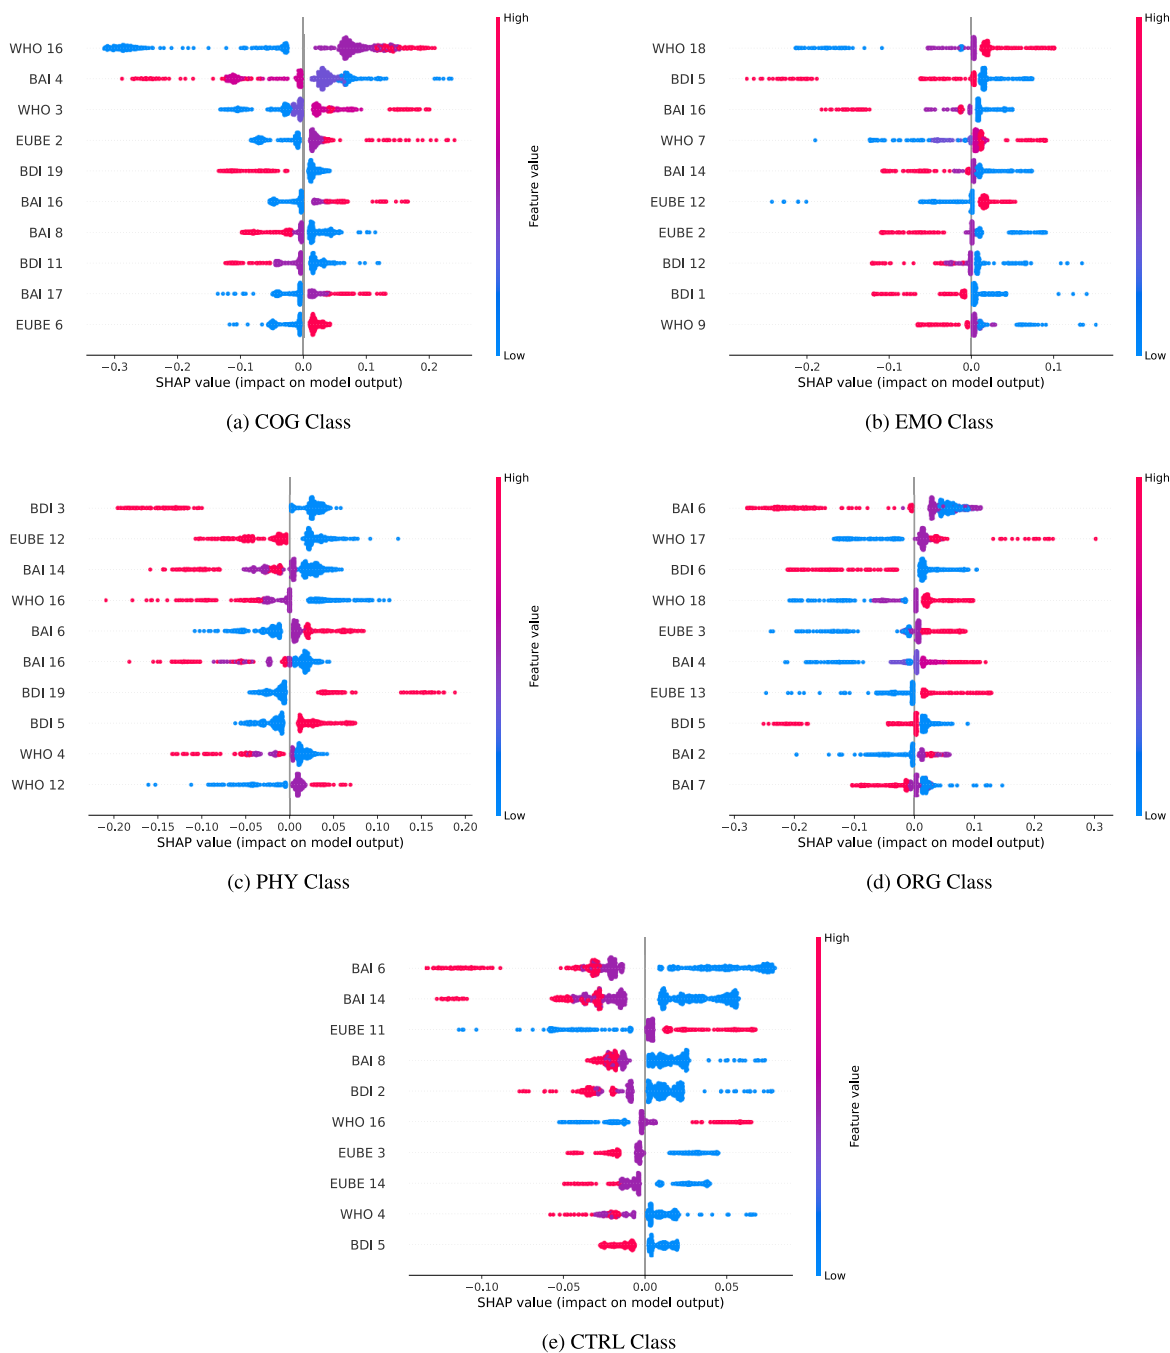 High
WHO 16
BAI 4
WHO 3
EUBE 2
BDI 19
BAI 16
BAI 8
BDI 11
BAI 17
EUBE 6
Feature value
Low
−0.3 −0.2 −0.1 0.0 0.1 0.2
SHAP value (impact on model output)
(a) COG Class
High
WHO 18
BDI 5
BAI 16
WHO 7
BAI 14
EUBE 12
EUBE 2
BDI 12
BDI 1
WHO 9
Feature value
Low
−0.2 −0.1 0.0 0.1
SHAP value (impact on model output)
(b) EMO Class
High
BDI 3
EUBE 12
BAI 14
WHO 16
BAI 6
BAI 16
BDI 19
BDI 5
WHO 4
WHO 12
Feature value
Low
−0.20 −0.15 −0.10 −0.05 0.00 0.05 0.10 0.15 0.20
SHAP value (impact on model output)
(c) PHY Class
High
BAI 6
WHO 17
BDI 6
WHO 18
EUBE 3
BAI 4
EUBE 13
BDI 5
BAI 2
BAI 7
Feature value
Low
−0.3 −0.2 −0.1 0.0 0.1 0.2 0.3
SHAP value (impact on model output)
(d) ORG Class
High
BAI 6
BAI 14
EUBE 11
BAI 8
BDI 2
WHO 16
EUBE 3
EUBE 14
WHO 4
BDI 5
Feature value
Low
−0.10 −0.05 0.00 0.05
SHAP value (impact on model output)
(e) CTRL Class